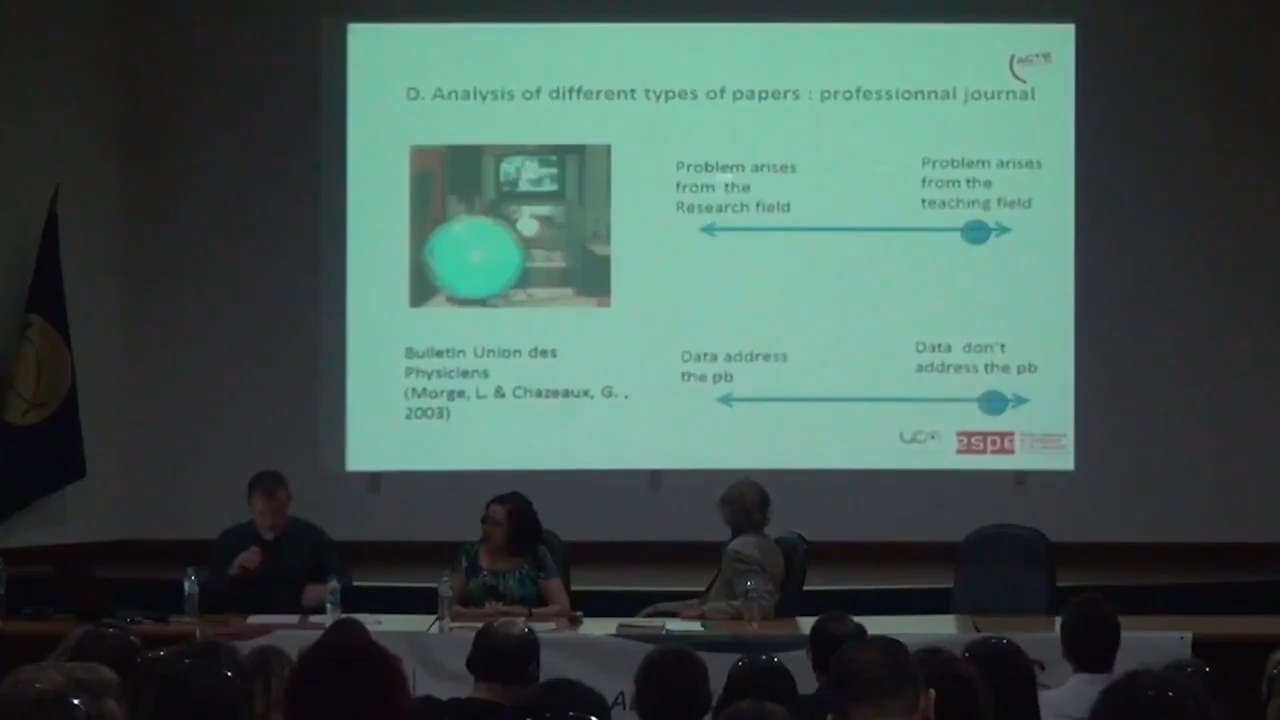 D. Analysis of different types of papers : professionnal journal
Problem arises
from the
Research field
Problem arises
from the
teaching field
Bulletin Union des
Physiciens
(Morge, L. & Chazeaux, G. ,
2003)
Data address
the pb
Data don't
address the pb
espe